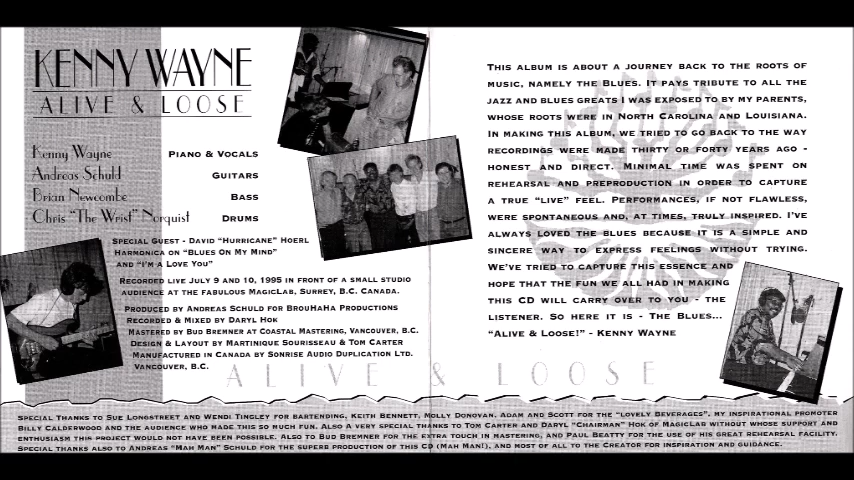 KENNY WAYNE
ALIVE & LOOSE
Kenny Wayne PIANO & VOCALS
Andreas Schuld GUITARS
Brian Newcombe BASS
Chris "The Wrist" Norquist DRUMS
SPECIAL GUEST - DAVID "HURRICANE" HOERL
HARMONICA ON "BLUES ON MY MIND"
AND "I'M A LOVE YOU"
RECORDED LIVE JULY 9 AND 10, 1995 IN FRONT OF A SMALL STUDIO
AUDIENCE AT THE FABULOUS MAGICLAB, SURREY, B.C. CANADA.
PRODUCED BY ANDREAS SCHULD FOR BROUHAHA PRODUCTIONS
RECORDED & MIXED BY DARYL HOK
MASTERED BY BUD BREMNER AT COASTAL MASTERING, VANCOUVER, B.C.
DESIGN & LAYOUT BY MARTINIQUE SOURISSEAU & TOM CARTER
MANUFACTURED IN CANADA BY SONRISE AUDIO DUPLICATION LTD.
VANCOUVER, B.C.
THIS ALBUM IS ABOUT A JOURNEY BACK TO THE ROOTS OF
MUSIC, NAMELY THE BLUES. IT PAYS TRIBUTE TO ALL THE
JAZZ AND BLUES GREATS I WAS EXPOSED TO BY MY PARENTS,
WHOSE ROOTS WERE IN NORTH CAROLINA AND LOUISIANA.
IN MAKING THIS ALBUM, WE TRIED TO GO BACK TO THE WAY
RECORDINGS WERE MADE THIRTY OR FORTY YEARS AGO -
HONEST AND DIRECT. MINIMAL TIME WAS SPENT ON
REHEARSAL AND PREPRODUCTION IN ORDER TO CAPTURE
A TRUE "LIVE" FEEL. PERFORMANCES, IF NOT FLAWLESS,
WERE SPONTANEOUS AND, AT TIMES, TRULY INSPIRED. I'VE
ALWAYS LOVED THE BLUES BECAUSE IT IS A SIMPLE AND
SINCERE WAY TO EXPRESS FEELINGS WITHOUT TRYING.
WE'VE TRIED TO CAPTURE THIS ESSENCE AND
HOPE THAT THE FUN WE ALL HAD IN MAKING
THIS CD WILL CARRY OVER TO YOU - THE
LISTENER. SO HERE IT IS - THE BLUES...
"ALIVE & LOOSE!" - KENNY WAYNE
ALIVE & LOOSE
SPECIAL THANKS TO SUE LONGSTREET AND WENDI TINGLEY FOR BARTENDING, KEITH BENNETT, MOLLY DONOVAN, ADAM AND SCOTT FOR THE "LOVELY BEVERAGES", MY INSPIRATIONAL PROMOTER
BILLY CALDERWOOD AND THE AUDIENCE WHO MADE THIS SO MUCH FUN. ALSO A VERY SPECIAL THANKS TO TOM CARTER AND DARYL "CHAIRMAN" HOK OF MAGICLAB WITHOUT WHOSE SUPPORT AND
ENTHUSIASM THIS PROJECT WOULD NOT HAVE BEEN POSSIBLE. ALSO TO BUD BREMNER FOR THE EXTRA TOUCH IN MASTERING, AND PAUL BEATTY FOR THE USE OF HIS GREAT REHEARSAL FACILITY.
SPECIAL THANKS ALSO TO ANDREAS "MAH MAN" SCHULD FOR THE SUPERB PRODUCTION OF THIS CD (MAH MAN!), AND MOST OF ALL TO THE CREATOR FOR INSPIRATION AND GUIDANCE.